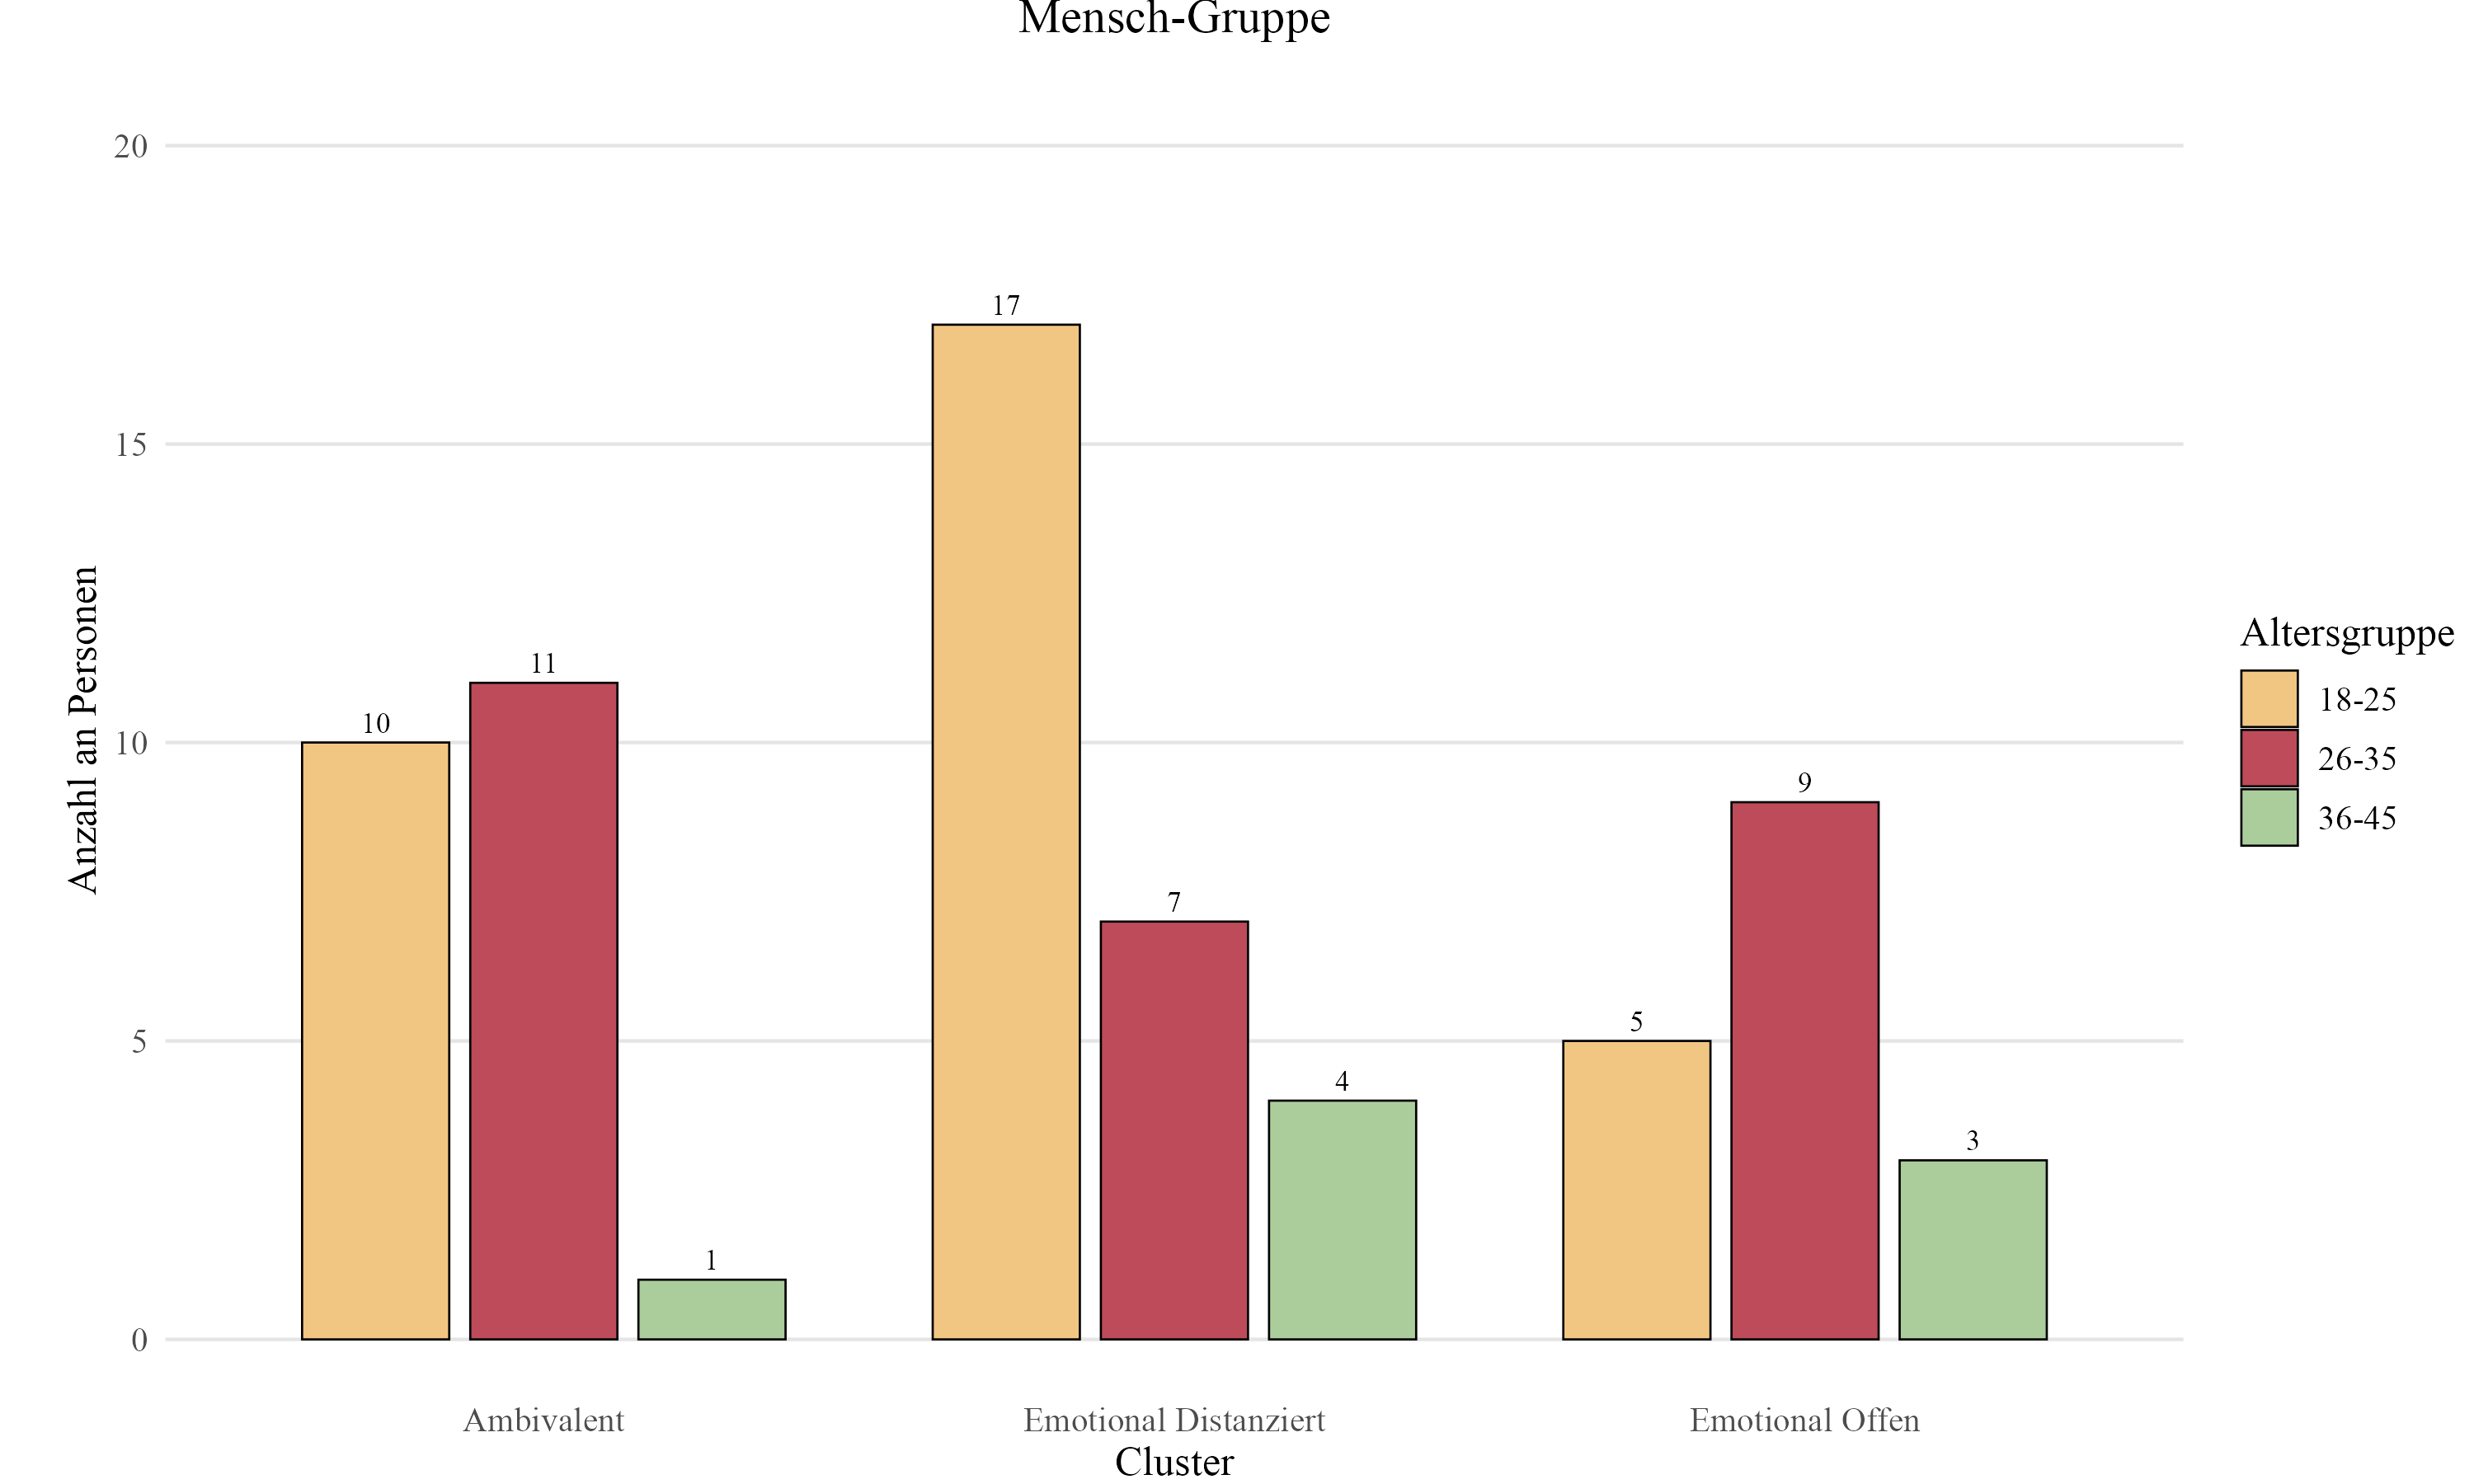 Mensch-Gruppe
Anzahl an Personen
20
15
10
5
0
10
11
1
17
7
4
5
9
3
Ambivalent
Emotional Distanziert
Emotional Offen
Cluster
Altersgruppe
18-25
26-35
36-45